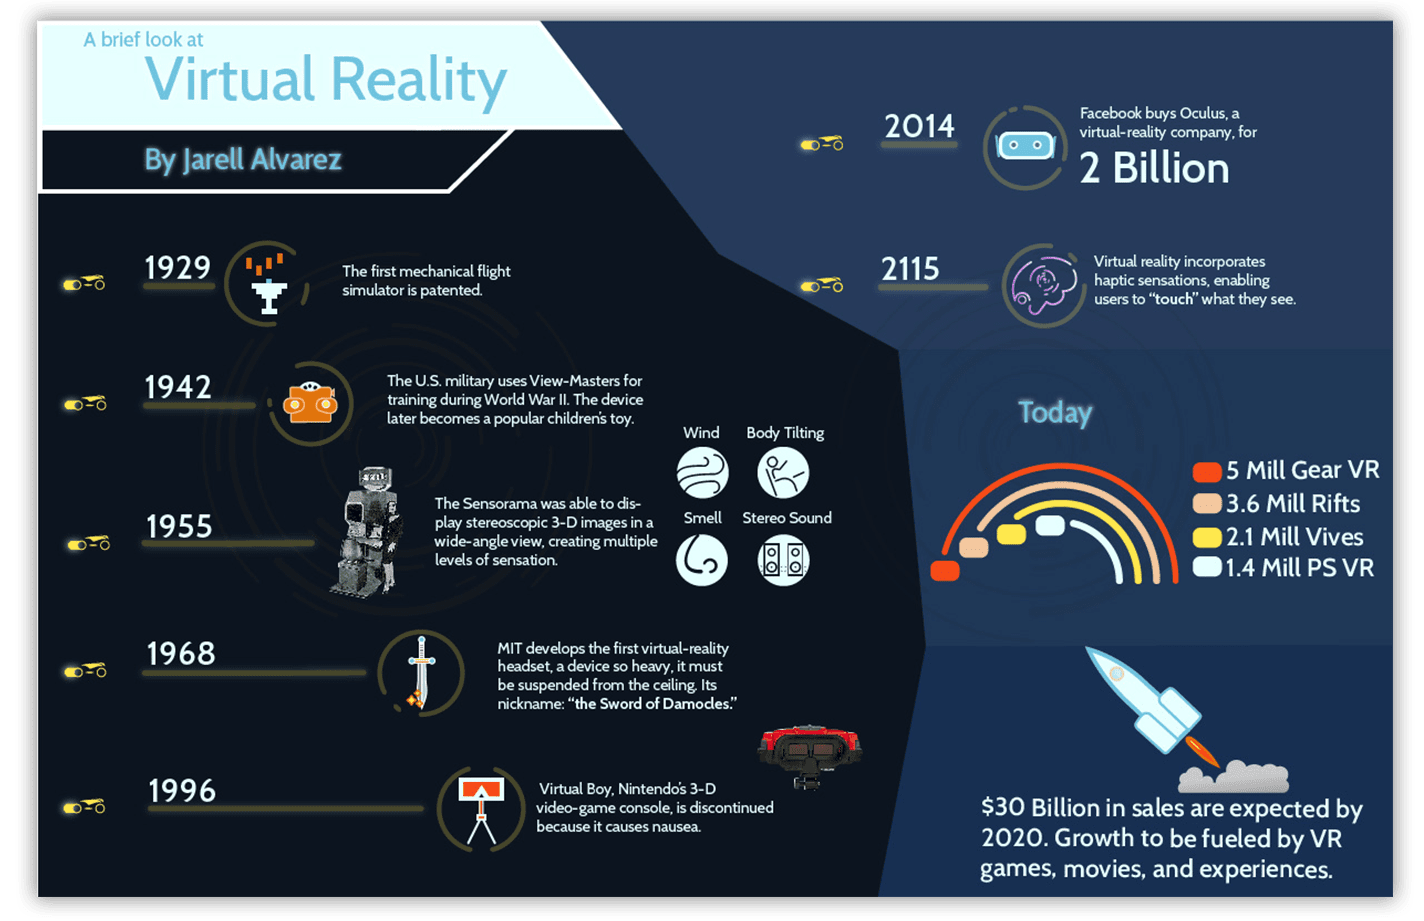 A brief look at
Virtual Reality
By Jarell Alvarez
1929
The first mechanical flight
simulator is patented.
1942
The U.S. military uses View-Masters for
training during World War II. The device
later becomes a popular children's toy.
1955
The Sensorama was able to dis-
play stereoscopic 3-D images in a
wide-angle view, creating multiple
levels of sensation.
Wind
Body Tilting
Smell
Stereo Sound
1968
MIT develops the first virtual-reality
headset, a device so heavy, it must
be suspended from the ceiling. Its
nickname: “the Sword of Damocles.”
1996
Virtual Boy, Nintendo's 3-D
video-game console, is discontinued
because it causes nausea.
2014
Facebook buys Oculus, a
virtual-reality company, for
2 Billion
2115
Virtual reality incorporates
haptic sensations, enabling
users to “touch” what they see.
Today
5 Mill Gear VR
3.6 Mill Rifts
2.1 Mill Vives
1.4 Mill PS VR
$30 Billion in sales are expected by
2020. Growth to be fueled by VR
games, movies, and experiences.